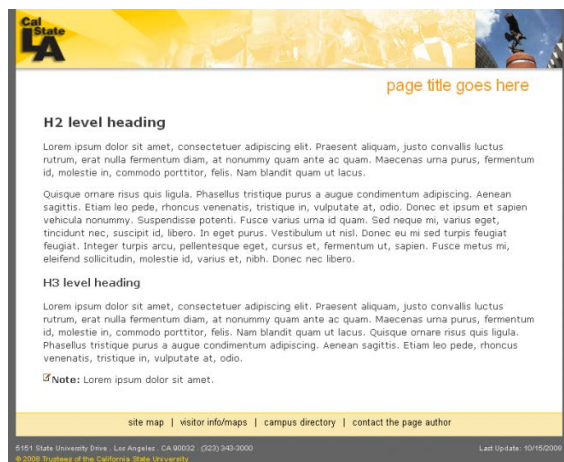 Cal
State
LA
page title goes here
H2 level heading
Lorem ipsum dolor sit amet, consectetuer adipiscing elit. Praesent aliquam, justo convallis luctus
rutrum, erat nulla fermentum diam, at nonummy quam ante ac quam. Maecenas urna purus, fermentum
id, molestie in, commodo porttitor, felis. Nam blandit quam ut lacus.
Quisque ornare risus quis ligula. Phasellus tristique purus a augue condimentum adipiscing. Aenean
sagittis. Etiam leo pede, rhoncus venenatis, tristique in, vulputate at, odio. Donec et ipsum et sapien
vehicula nonummy. Suspendisse potenti. Fusce varius urna id quam. Sed neque mi, varius eget,
tincidunt nec, suscipit id, libero. In eget purus. Vestibulum ut nisl. Donec eu mi sed turpis feugiat
feugiat. Integer turpis arcu, pellentesque eget, cursus et, fermentum ut, sapien. Fusce metus mi,
eleifend sollicitudin, molestie id, varius et, nibh. Donec nec libero.
H3 level heading
Lorem ipsum dolor sit amet, consectetuer adipiscing elit. Praesent aliquam, justo convallis luctus
rutrum, erat nulla fermentum diam, at nonummy quam ante ac quam. Maecenas urna purus, fermentum
id, molestie in, commodo porttitor, felis. Nam blandit quam ut lacus. Quisque ornare risus quis ligula.
Phasellus tristique purus a augue condimentum adipiscing. Aenean sagittis. Etiam leo pede, rhoncus
venenatis, tristique in, vulputate at, odio.
Note: Lorem ipsum dolor sit amet.
site map | visitor info/maps | campus directory | contact the page author
5151 State University Drive . Los Angeles . CA 90032 . (323) 343-3000 Last Update: 10/15/2008
© 2008 Trustees of the California State University